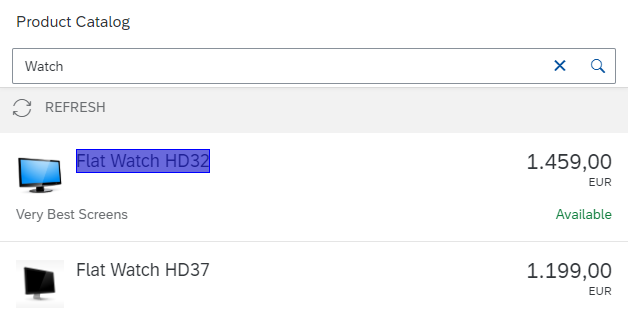 Product Catalog
Watch
REFRESH
Flat Watch HD32
1.459,00
EUR
Very Best Screens
Available
Flat Watch HD37
1.199,00
EUR